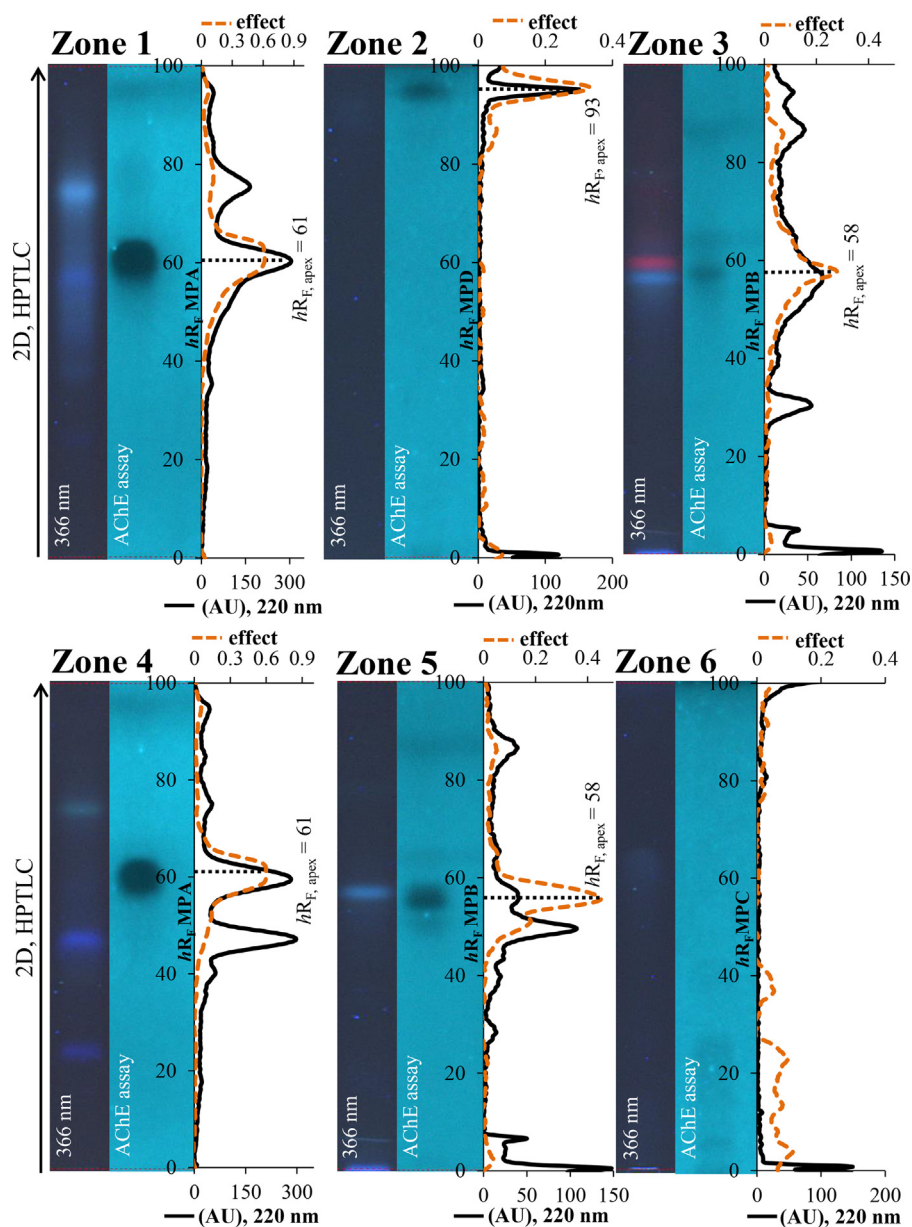 effect
0 0.3 0.6 0.9
Zone 1
100
80
60
40
20
0
2D, HPTLC
366 nm
AChE assay
hRF MPA
hRF, apex = 61
0 150 300
(AU), 220 nm
effect
0 0.2 0.4
Zone 2
100
80
60
40
20
0
366 nm
AChE assay
hRF MPD
hRF, apex = 93
0 50 100 150 200
(AU), 220nm
effect
0 0.2 0.4
Zone 3
100
80
60
40
20
0
366 nm
AChE assay
hRF MPB
hRF, apex = 58
0 50 100 150
(AU), 220 nm
effect
0 0.3 0.6 0.9
Zone 4
100
80
60
40
20
0
2D, HPTLC
366 nm
AChE assay
hRF MPA
hRF, apex = 61
0 150 300
(AU), 220 nm
effect
0 0.2 0.4
Zone 5
100
80
60
40
20
0
366 nm
AChE assay
hRF MPB
hRF, apex = 58
0 50 100 150
(AU), 220 nm
effect
0 0.2 0.4
Zone 6
100
80
60
40
20
0
366 nm
AChE assay
hRF MPC
0 100 200
(AU), 220 nm